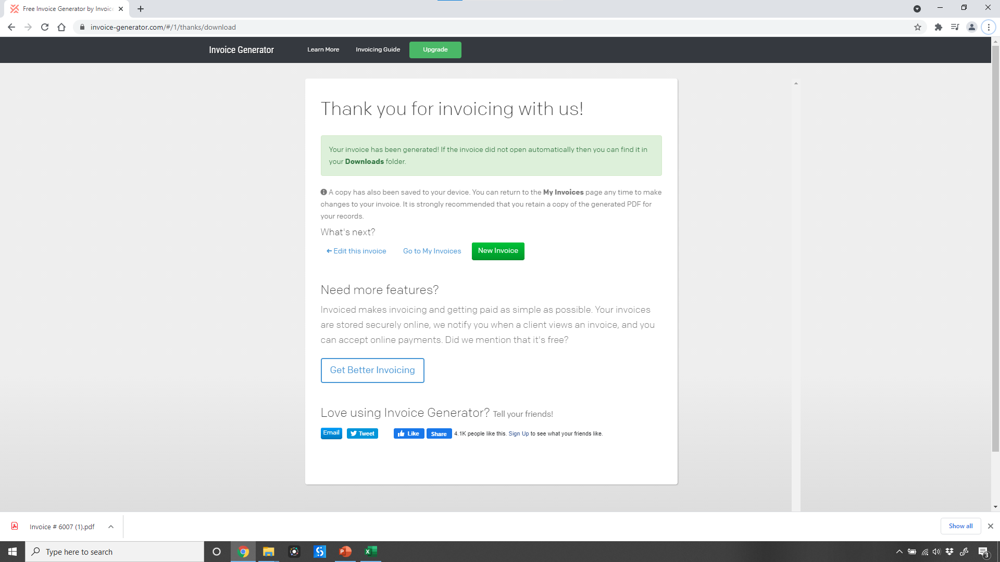 Free Invoice Generator by Invoice
invoice-generator.com/#/1/thanks/download
Invoice Generator
Learn More
Invoicing Guide
Upgrade
Thank you for invoicing with us!
Your invoice has been generated! If the invoice did not open automatically then you can find it in
your Downloads folder.
A copy has also been saved to your device. You can return to the My Invoices page any time to make
changes to your invoice. It is strongly recommended that you retain a copy of the generated PDF for
your records.
What's next?
Edit this invoice
Go to My Invoices
New Invoice
Need more features?
Invoiced makes invoicing and getting paid as simple as possible. Your invoices
are stored securely online, we notify you when a client views an invoice, and you
can accept online payments. Did we mention that it's free?
Get Better Invoicing
Love using Invoice Generator? Tell your friends!
Email
Tweet
Like
Share
4.1K people like this. Sign Up to see what your friends like.
Invoice # 6007 (1).pdf
Show all
Type here to search
3